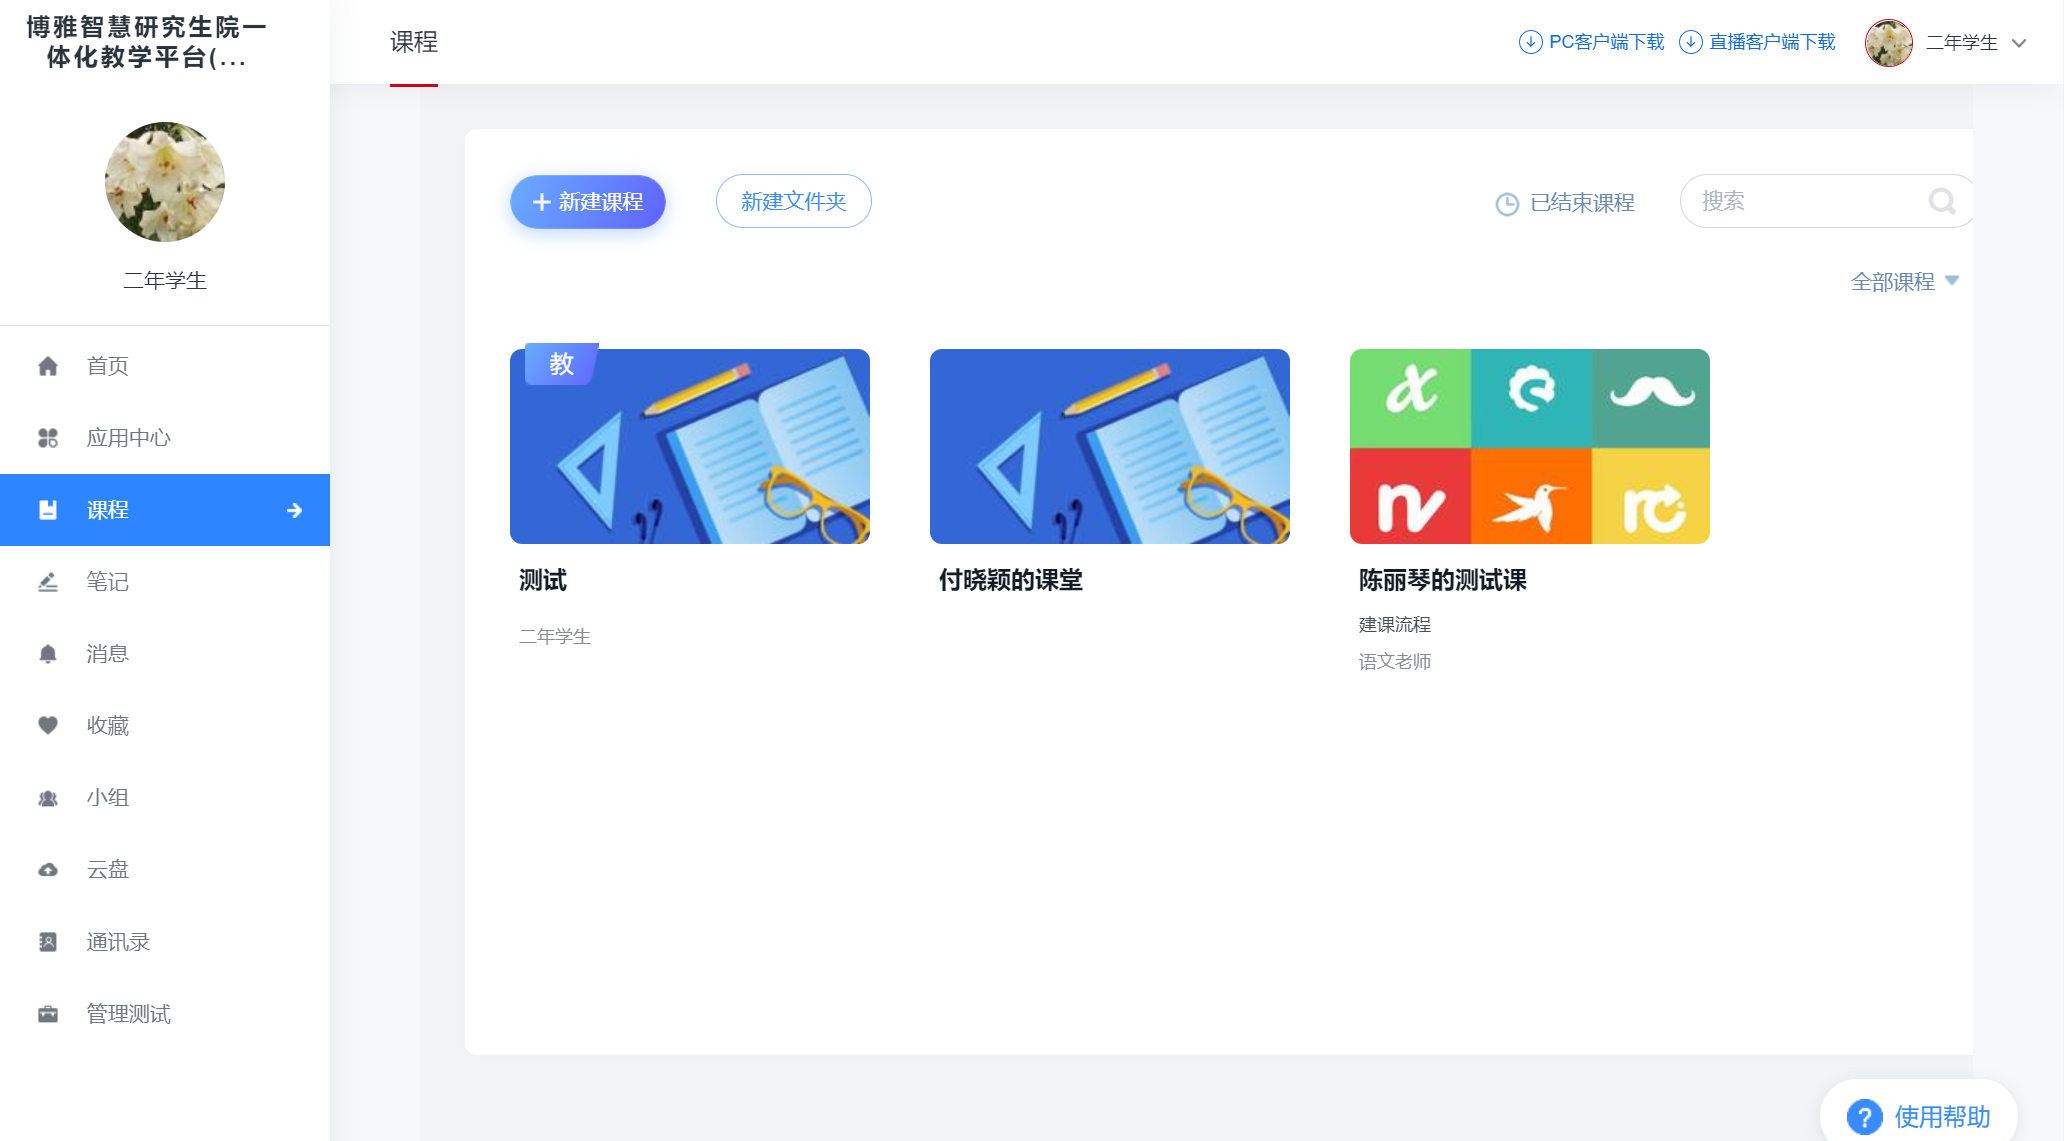 博雅智慧研究生院一
体化教学平台(...
二年学生
首页
应用中心
课程
笔记
消息
收藏
小组
云盘
通讯录
管理测试
课程
PC客户端下载
直播客户端下载
二年学生
新建课程
新建文件夹
已结束课程
搜索
全部课程
教
测试
二年学生
付晓颖的课堂
陈丽琴的测试课
建课流程
语文老师
使用帮助